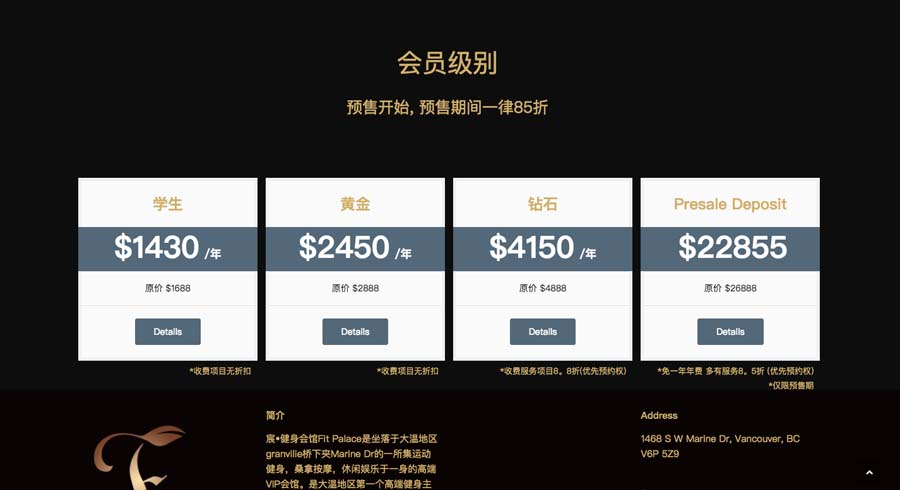 会员级别
预售开始, 预售期间一律85折
学生
$1430 /年
原价 $1688
Details
*收费项目无折扣
黄金
$2450 /年
原价 $2888
Details
*收费项目无折扣
钻石
$4150 /年
原价 $4888
Details
*收费服务项目8。8折(优先预约权)
Presale Deposit
$22855
原价 $26888
Details
*免一年年费 多有服务8。5折 (优先预约权)
*仅限预售期
简介
宸•健身会馆Fit Palace是坐落于大温地区
granville桥下夹Marine Dr的一所集运动
健身，桑拿按摩，休闲娱乐于一身的高端
VIP会馆。是大温地区第一个高端健身主
Address
1468 S W Marine Dr, Vancouver, BC
V6P 5Z9